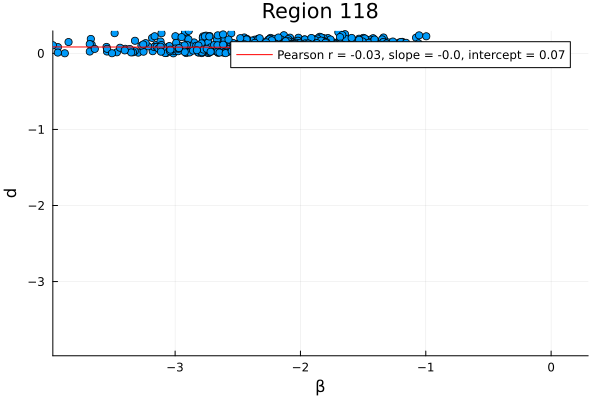 Region 118
Pearson r = -0.03, slope = -0.0, intercept = 0.07
0
−1
−2
−3
d
−3
−2
−1
0
β